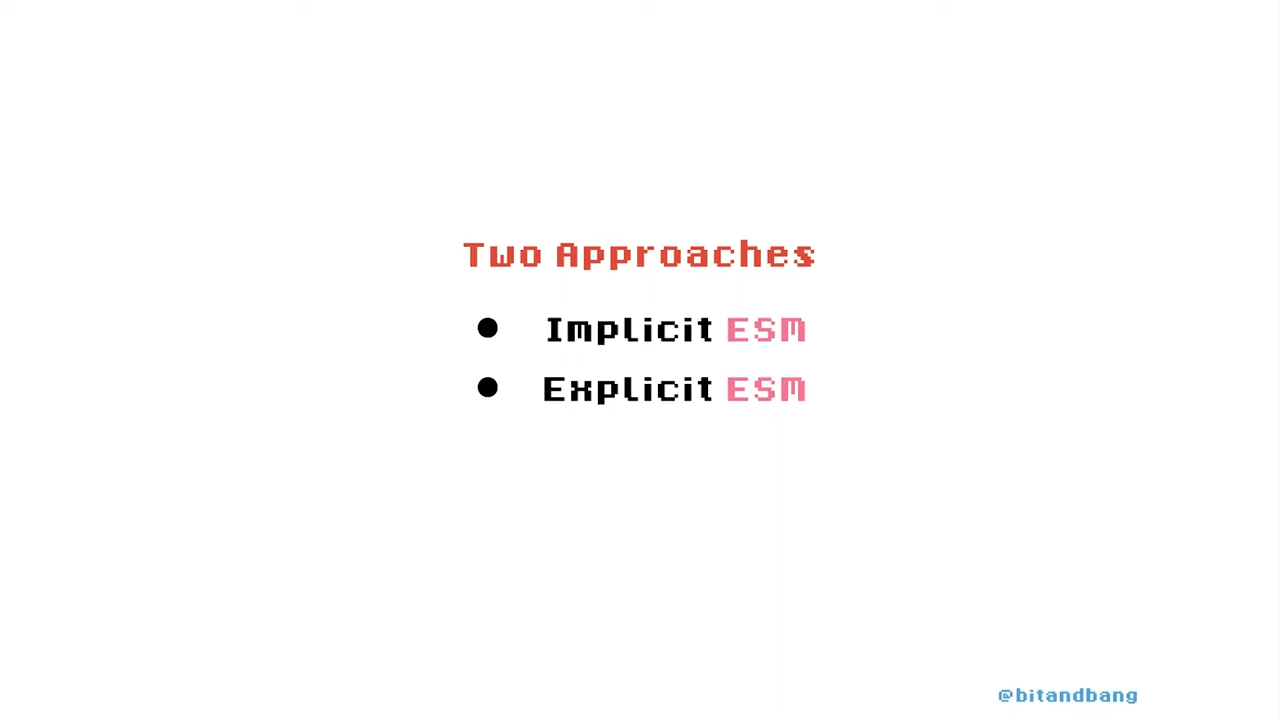 Two Approaches
● Implicit ESM
● Explicit ESM
@bitandbang